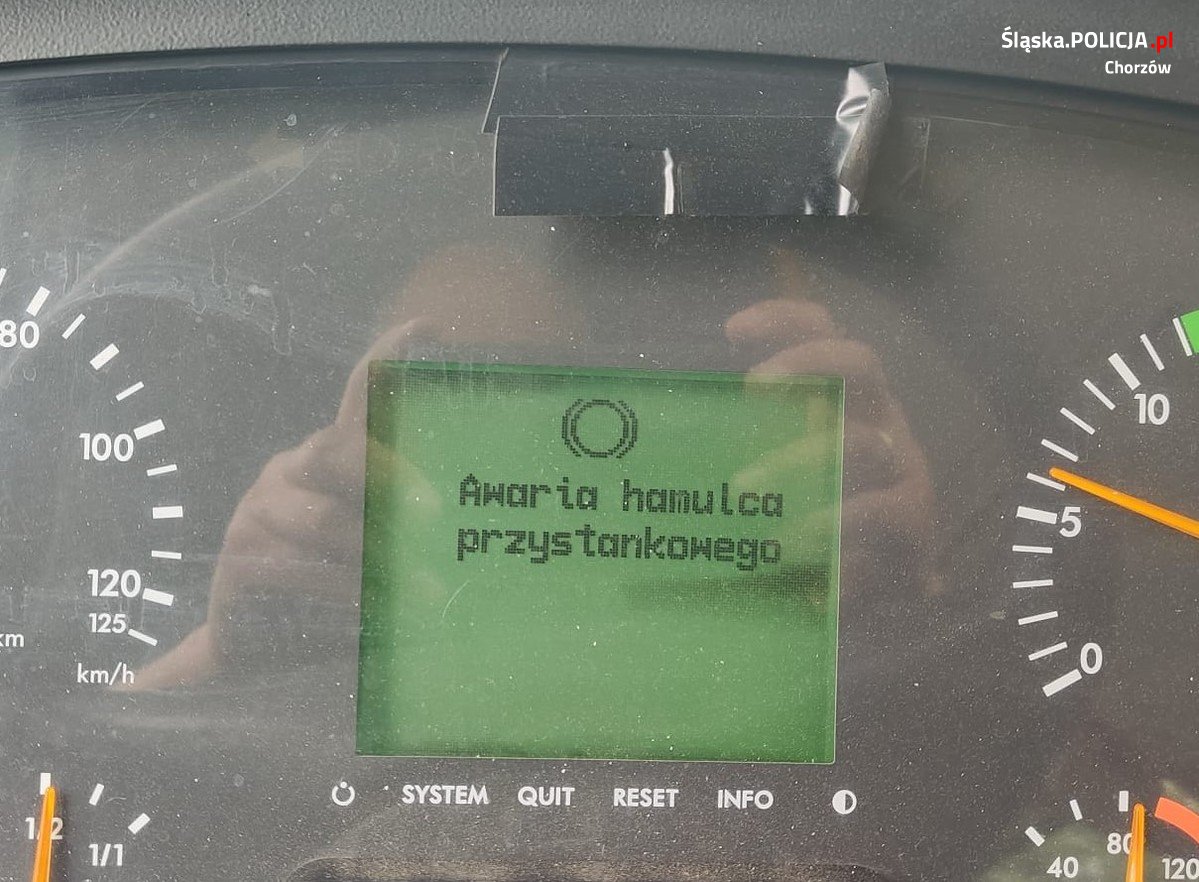 Śląska.POLICJA.pl
Chorzów
80
100
120
125
km/h
km
Awaria hamulca
przystankowego
10
5
0
SYSTEM QUIT RESET INFO
1/2
1/1
40
80
120